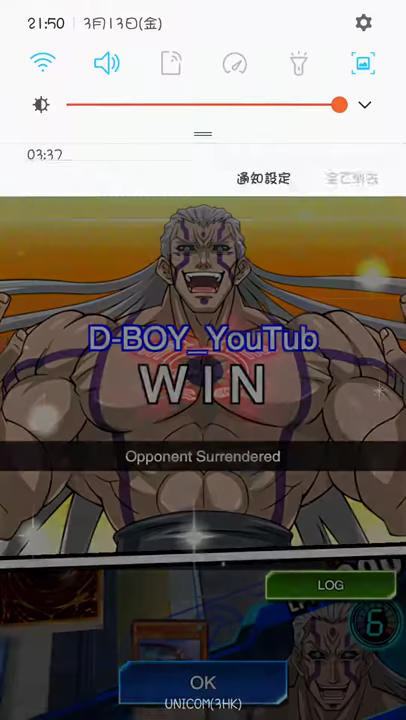 21:50 3月13日(金)
03:37
通知設定
D-BOY_YouTub
WIN
Opponent Surrendered
LOG
6
OK
UNICOM(3HK)